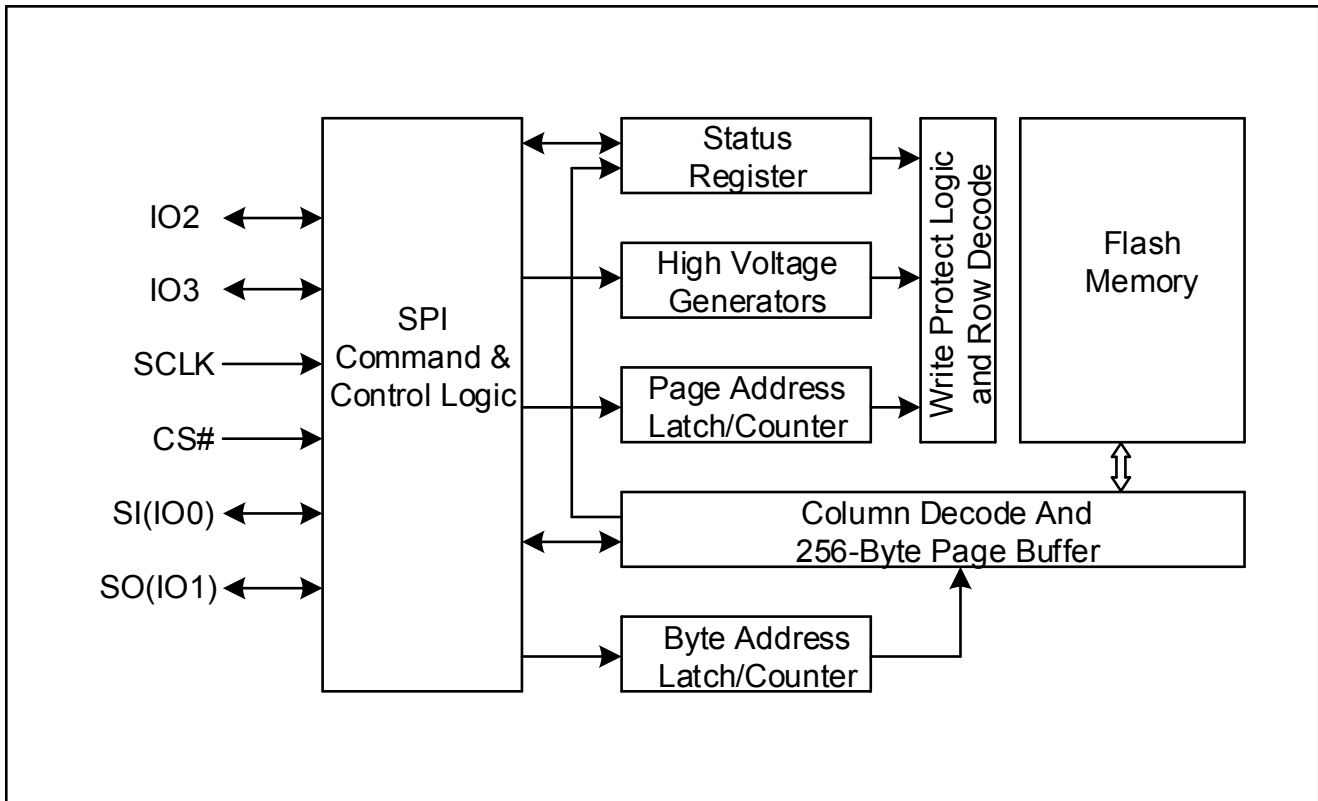 IO2
IO3
SCLK
CS#
SI(IO0)
SO(IO1)
SPI
Command &
Control Logic
Status
Register
High Voltage
Generators
Page Address
Latch/Counter
Write Protect Logic
and Row Decode
Flash
Memory
Column Decode And
256-Byte Page Buffer
Byte Address
Latch/Counter